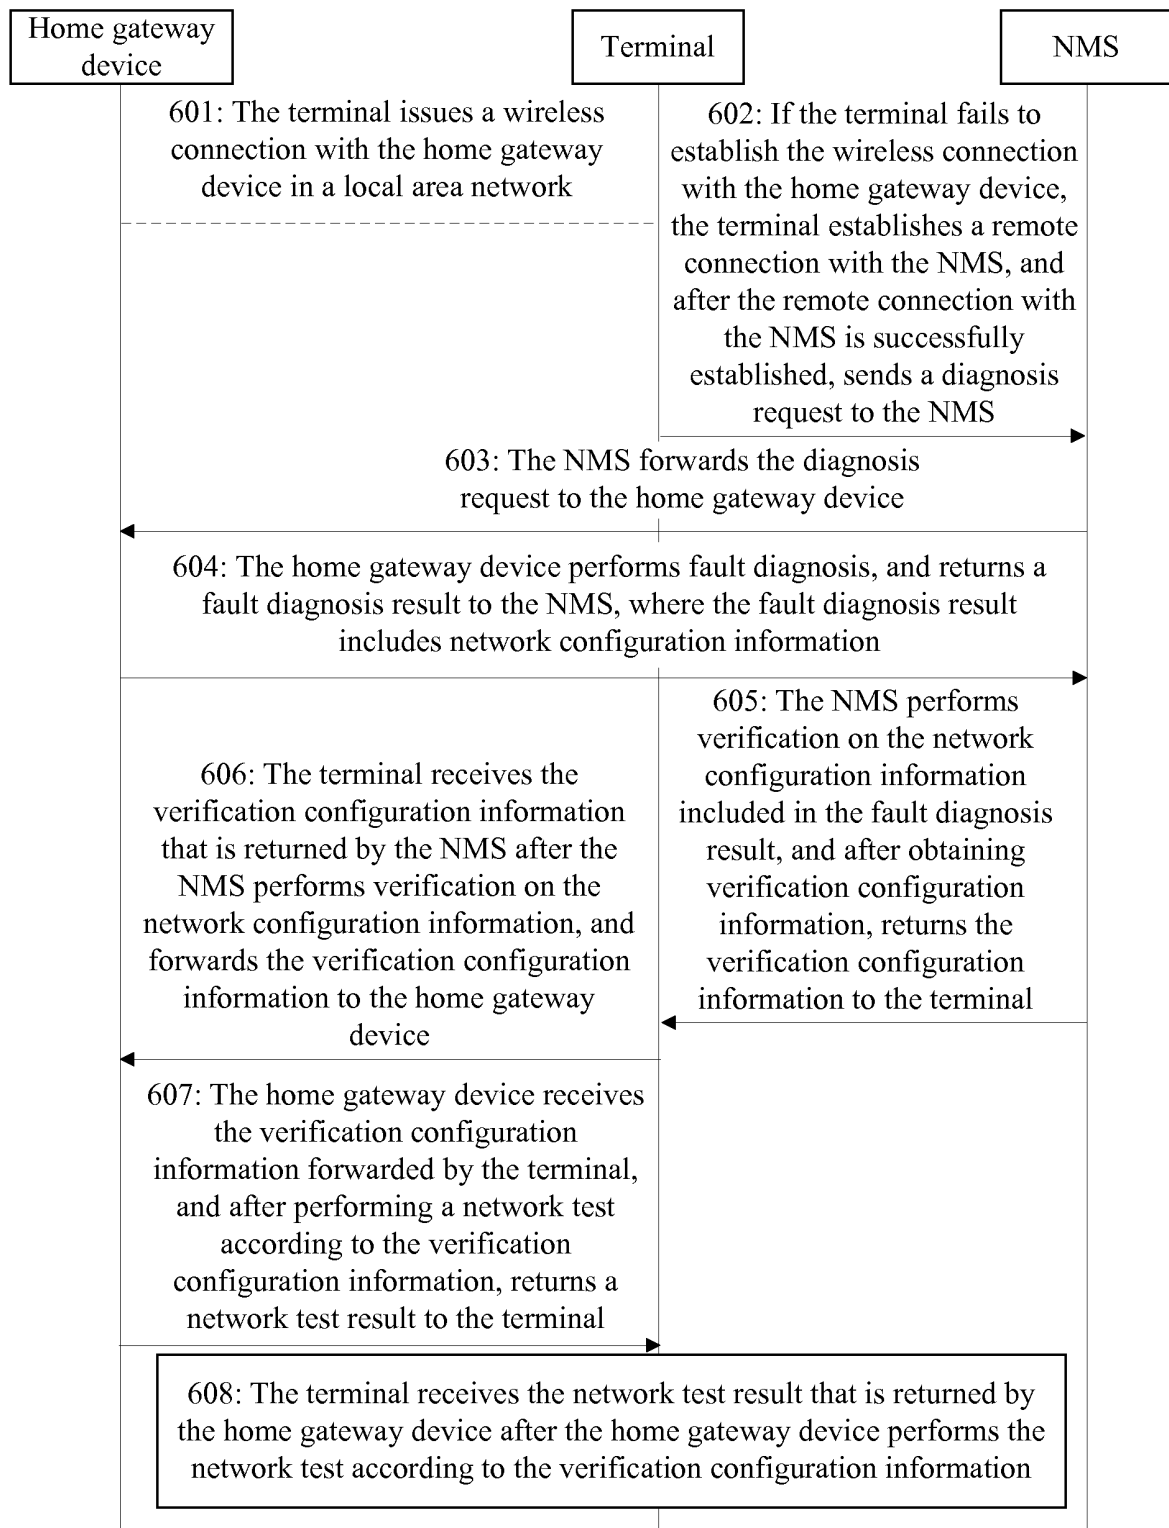 Home gateway
device
Terminal
NMS
601: The terminal issues a wireless
connection with the home gateway
device in a local area network
602: If the terminal fails to
establish the wireless connection
with the home gateway device,
the terminal establishes a remote
connection with the NMS, and
after the remote connection with
the NMS is successfully
established, sends a diagnosis
request to the NMS
603: The NMS forwards the diagnosis
request to the home gateway device
604: The home gateway device performs fault diagnosis, and returns a
fault diagnosis result to the NMS, where the fault diagnosis result
includes network configuration information
605: The NMS performs
verification on the network
configuration information
included in the fault diagnosis
result, and after obtaining
verification configuration
information, returns the
verification configuration
information to the terminal
606: The terminal receives the
verification configuration information
that is returned by the NMS after the
NMS performs verification on the
network configuration information, and
forwards the verification configuration
information to the home gateway
device
607: The home gateway device receives
the verification configuration
information forwarded by the terminal,
and after performing a network test
according to the verification
configuration information, returns a
network test result to the terminal
608: The terminal receives the network test result that is returned by
the home gateway device after the home gateway device performs the
network test according to the verification configuration information